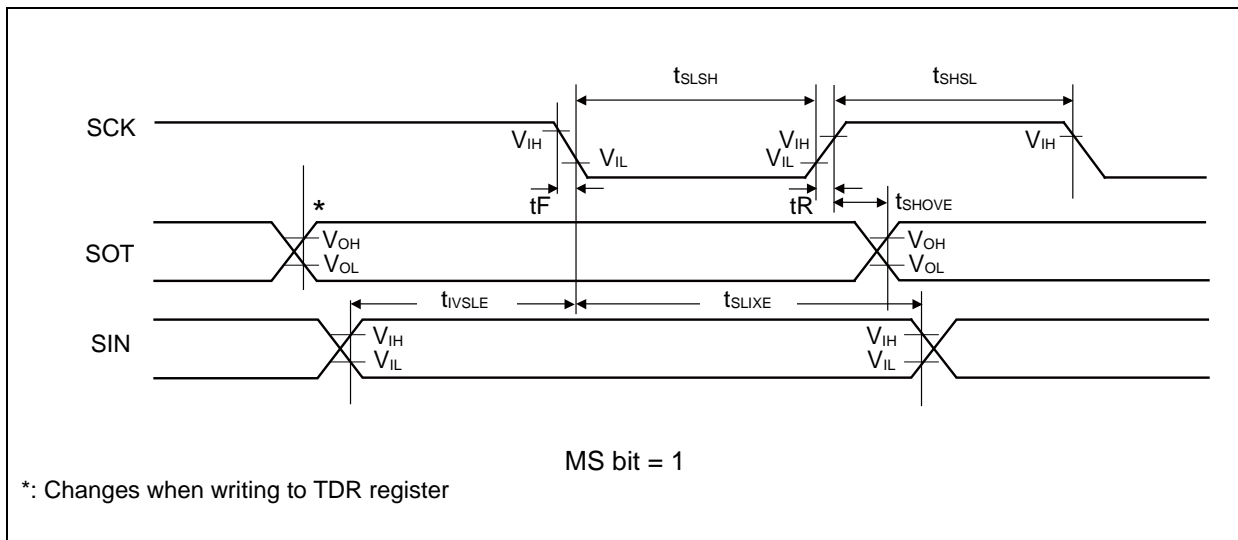 tSLSH
tSHSL
SCK
VIH
VIL
VIH
VIL
VIH
tF
tR
tSHOVE
*
SOT
VOH
VOL
VOH
VOL
tIVSLE
tSLIXE
SIN
VIH
VIL
VIH
VIL
MS bit = 1
*: Changes when writing to TDR register